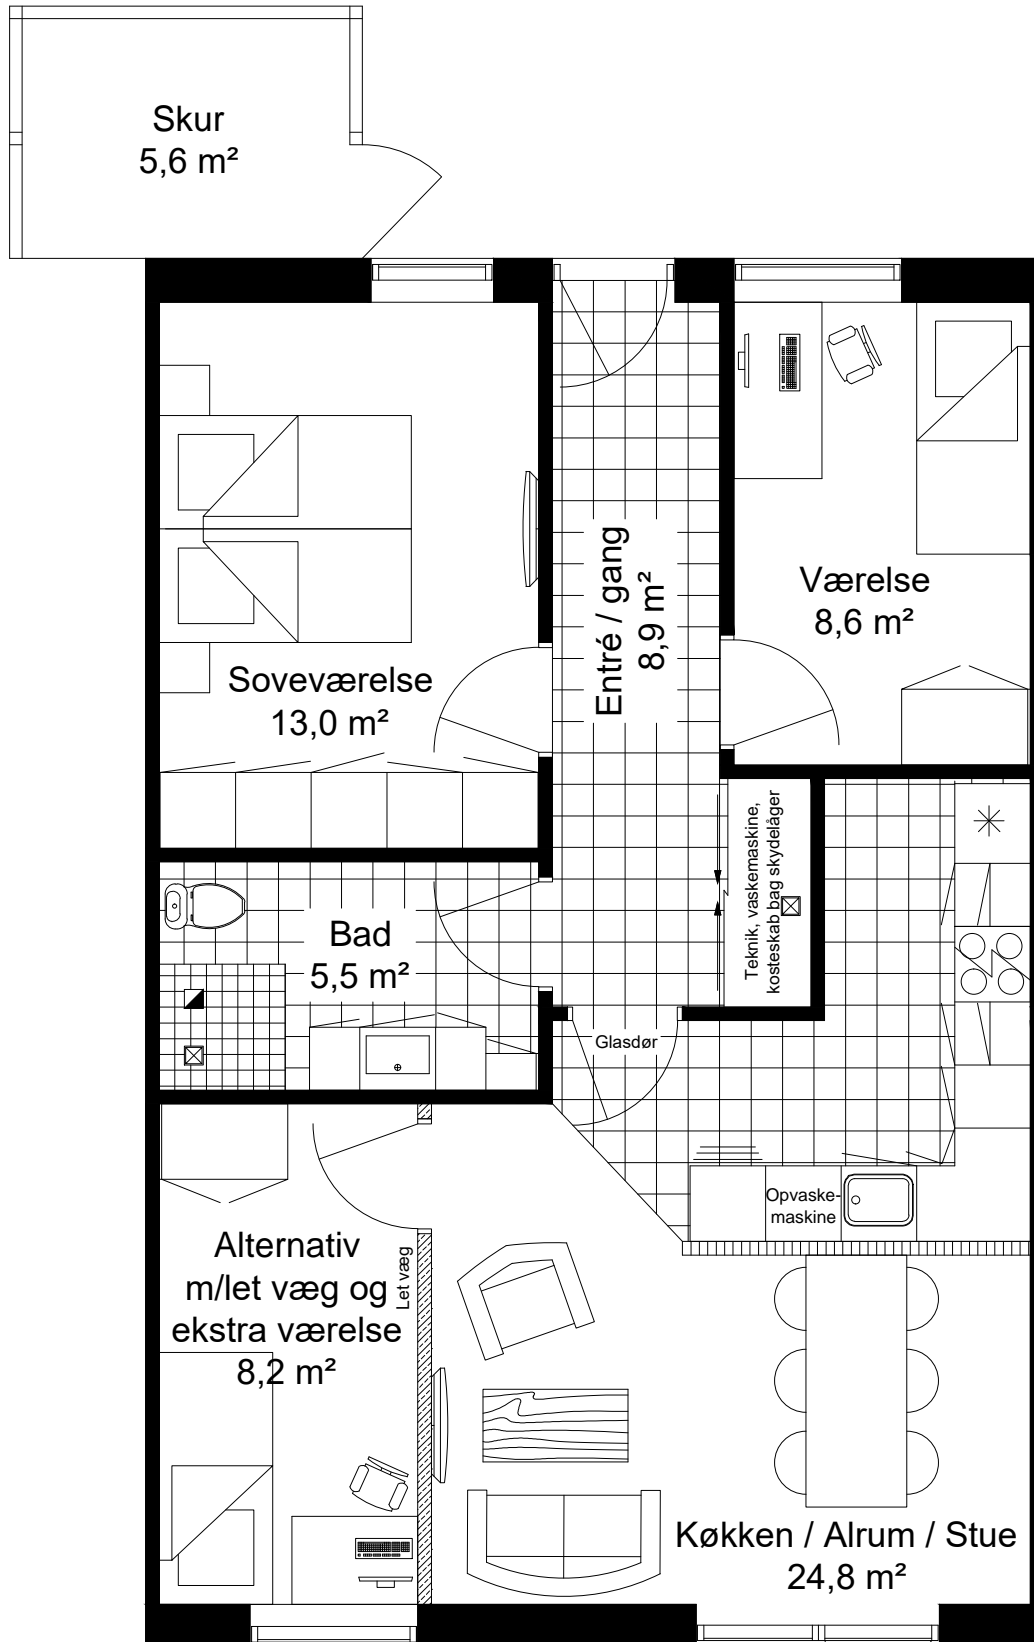 Skur
5,6 m²
Entré / gang
8,9 m²
Værelse
8,6 m²
Soveværelse
13,0 m²
Teknik, vaskemaskine,
kosteskab bag skydelåger
Bad
5,5 m²
Glasdør
Opvaske-
maskine
Alternativ
m/let væg og
ekstra værelse
8,2 m²
Let væg
Køkken / Alrum / Stue
24,8 m²